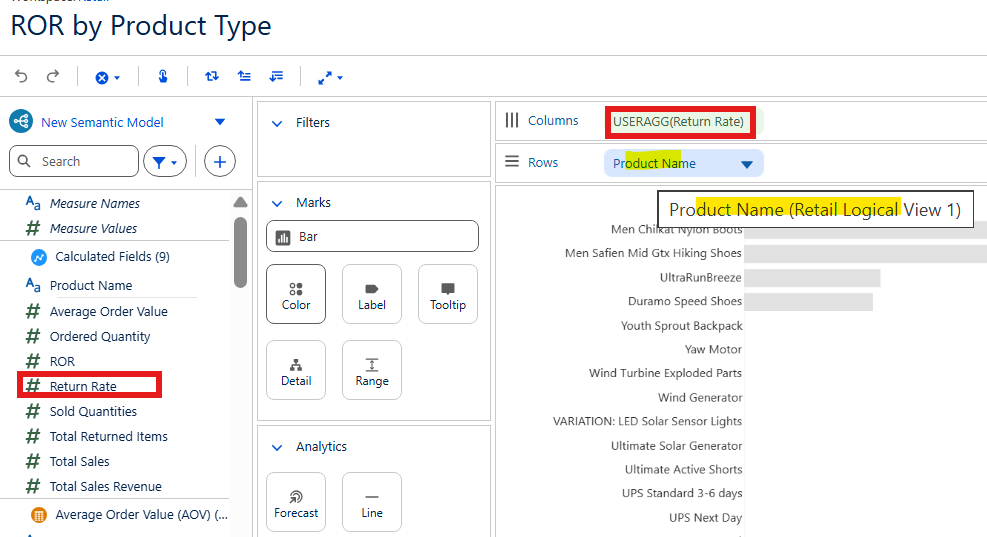 ROR by Product Type
New Semantic Model
Search
Measure Names
Measure Values
Calculated Fields (9)
Product Name
Average Order Value
Ordered Quantity
ROR
Return Rate
Sold Quantities
Total Returned Items
Total Sales
Total Sales Revenue
Average Order Value (AOV) (...
Filters
Marks
Bar
Color
Label
Tooltip
Detail
Range
Analytics
Forecast
Line
Columns
USERAGG(Return Rate)
Rows
Product Name
Product Name (Retail Logical View 1)
Men Chilkat Nylon Boots
Men Safien Mid Gtx Hiking Shoes
UltraRunBreeze
Duramo Speed Shoes
Youth Sprout Backpack
Yaw Motor
Wind Turbine Exploded Parts
Wind Generator
VARIATION: LED Solar Sensor Lights
Ultimate Solar Generator
Ultimate Active Shorts
UPS Standard 3-6 days
UPS Next Day